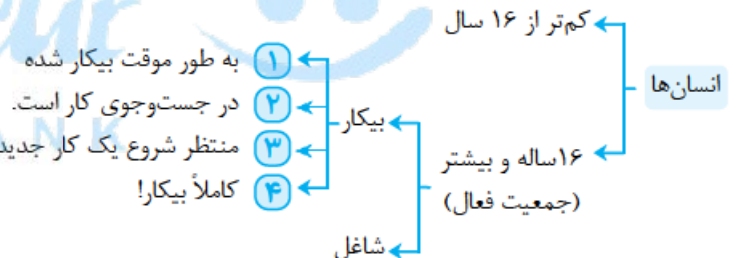 انسان‌ها
کم‌تر از ۱۶ سال
۱۶ساله و بیشتر
(جمعیت فعال)
بیکار
۱ به طور موقت بیکار شده
۲ در جست‌وجوی کار است.
۳ منتظر شروع یک کار جدید
۴ کاملاً بیکار!
شاغل